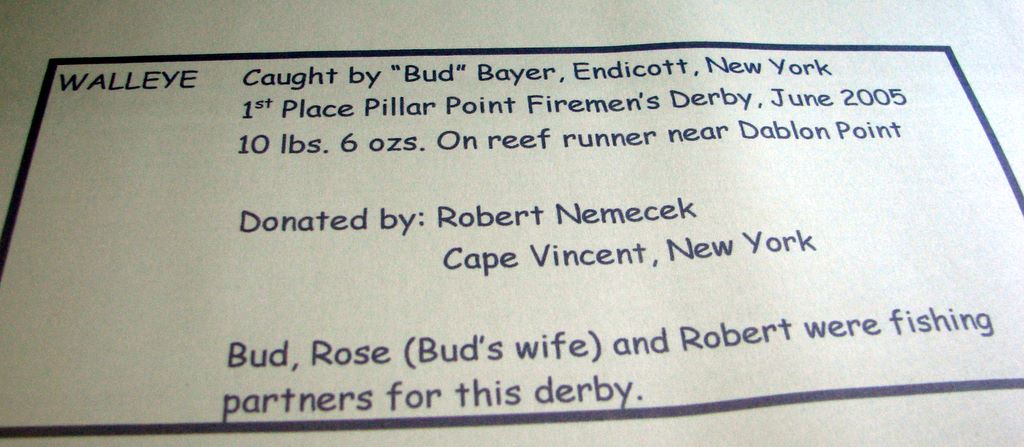 WALLEYE Caught by "Bud" Bayer, Endicott, New York
1st Place Pillar Point Firemen's Derby, June 2005
10 lbs. 6 ozs. On reef runner near Dablon Point
Donated by: Robert Nemecek
Cape Vincent, New York
Bud, Rose (Bud's wife) and Robert were fishing
partners for this derby.